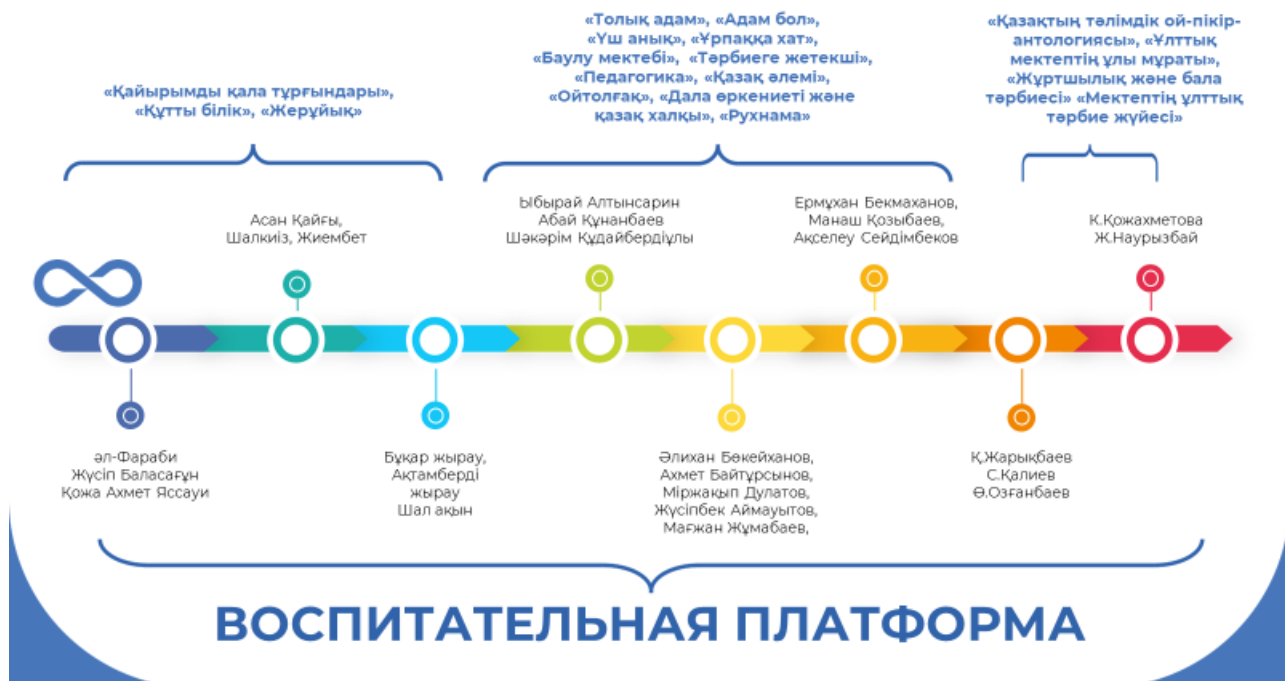 «Қайырымды қала тұрғындары»,
«Құтты білік», «Жерұйық»
«Толық адам», «Адам бол»,
«Үш анық», «Ұрпаққа хат»,
«Баулу мектебі», «Тәрбиеге жетекші»,
«Педагогика», «Қазақ әлемі»,
«Ойтолғақ», «Дала өркениеті және
қазақ халқы», «Рухнама»
«Қазақтың тәлімдік ой-пікір-
антологиясы», «Ұлттық
мектептің ұлы мұраты»,
«Жұртшылық және бала
тәрбиесі» «Мектептің ұлттық
тәрбие жүйесі»
Асан Қайғы,
Шалкиіз, Жиембет
Ыбырай Алтынсарин
Абай Құнанбаев
Шәкәрім Құдайбердіұлы
Ермұхан Бекмаханов,
Манаш Қозыбаев,
Ақселеу Сейдімбеков
К.Қожахметова
Ж.Наурызбай
әл-Фараби
Жүсіп Баласағұн
Қожа Ахмет Яссауи
Бұқар жырау,
Ақтамберді
жырау
Шал ақын
Әлихан Бөкейханов,
Ахмет Байтұрсынов,
Міржақып Дулатов,
Жүсіпбек Аймауытов,
Мағжан Жұмабаев,
Қ.Жарықбаев
С.Қалиев
Ө.Озғанбаев
ВОСПИТАТЕЛЬНАЯ ПЛАТФОРМА